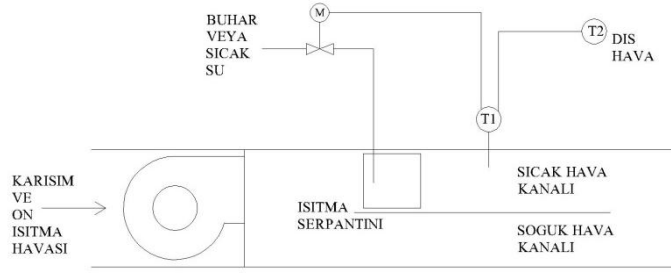 BUHAR
VEYA
SICAK
SU
M
T2
DIS
HAVA
T1
KARISIM
VE
ON
ISITMA
HAVASI
ISITMA
SERPANTINI
SICAK HAVA
KANALI
SOGUK HAVA
KANALI